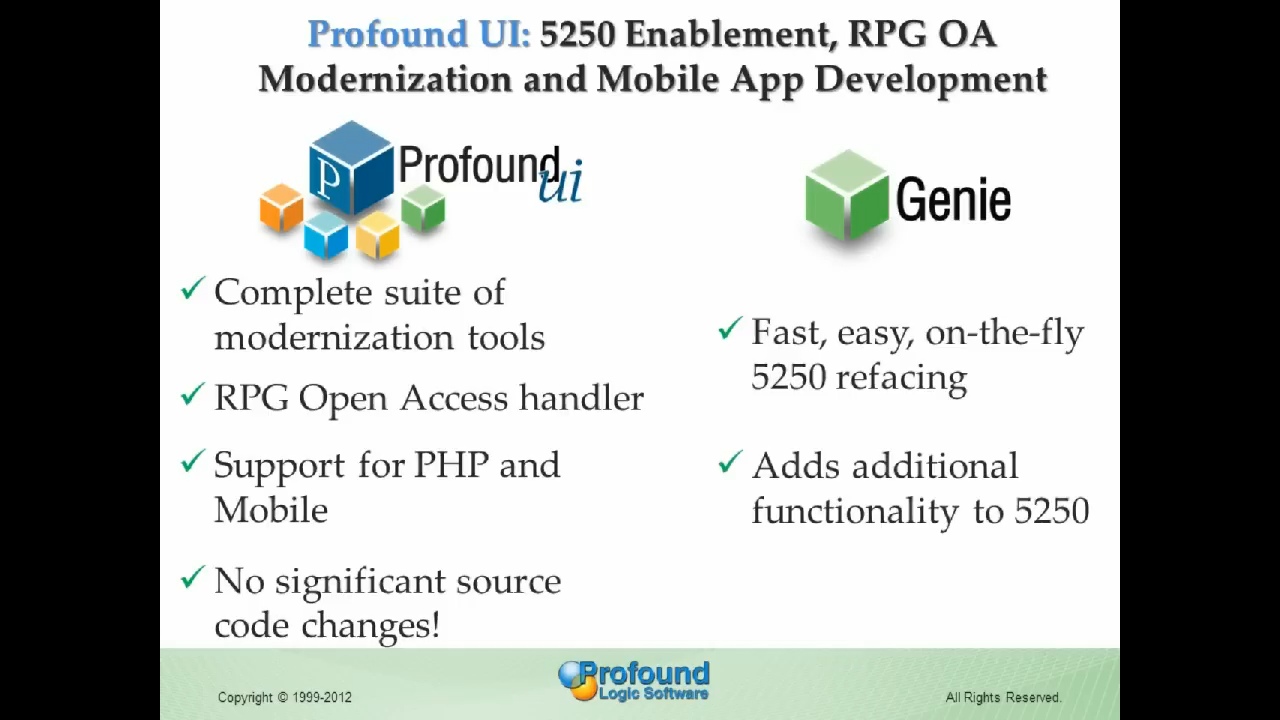 Profound UI: 5250 Enablement, RPG OA
Modernization and Mobile App Development
P
Profound
ui
✓ Complete suite of
modernization tools
✓ RPG Open Access handler
✓ Support for PHP and
Mobile
✓ No significant source
code changes!
Genie
✓ Fast, easy, on-the-fly
5250 refacing
✓ Adds additional
functionality to 5250
Copyright © 1999-2012
Profound
Logic Software
All Rights Reserved.